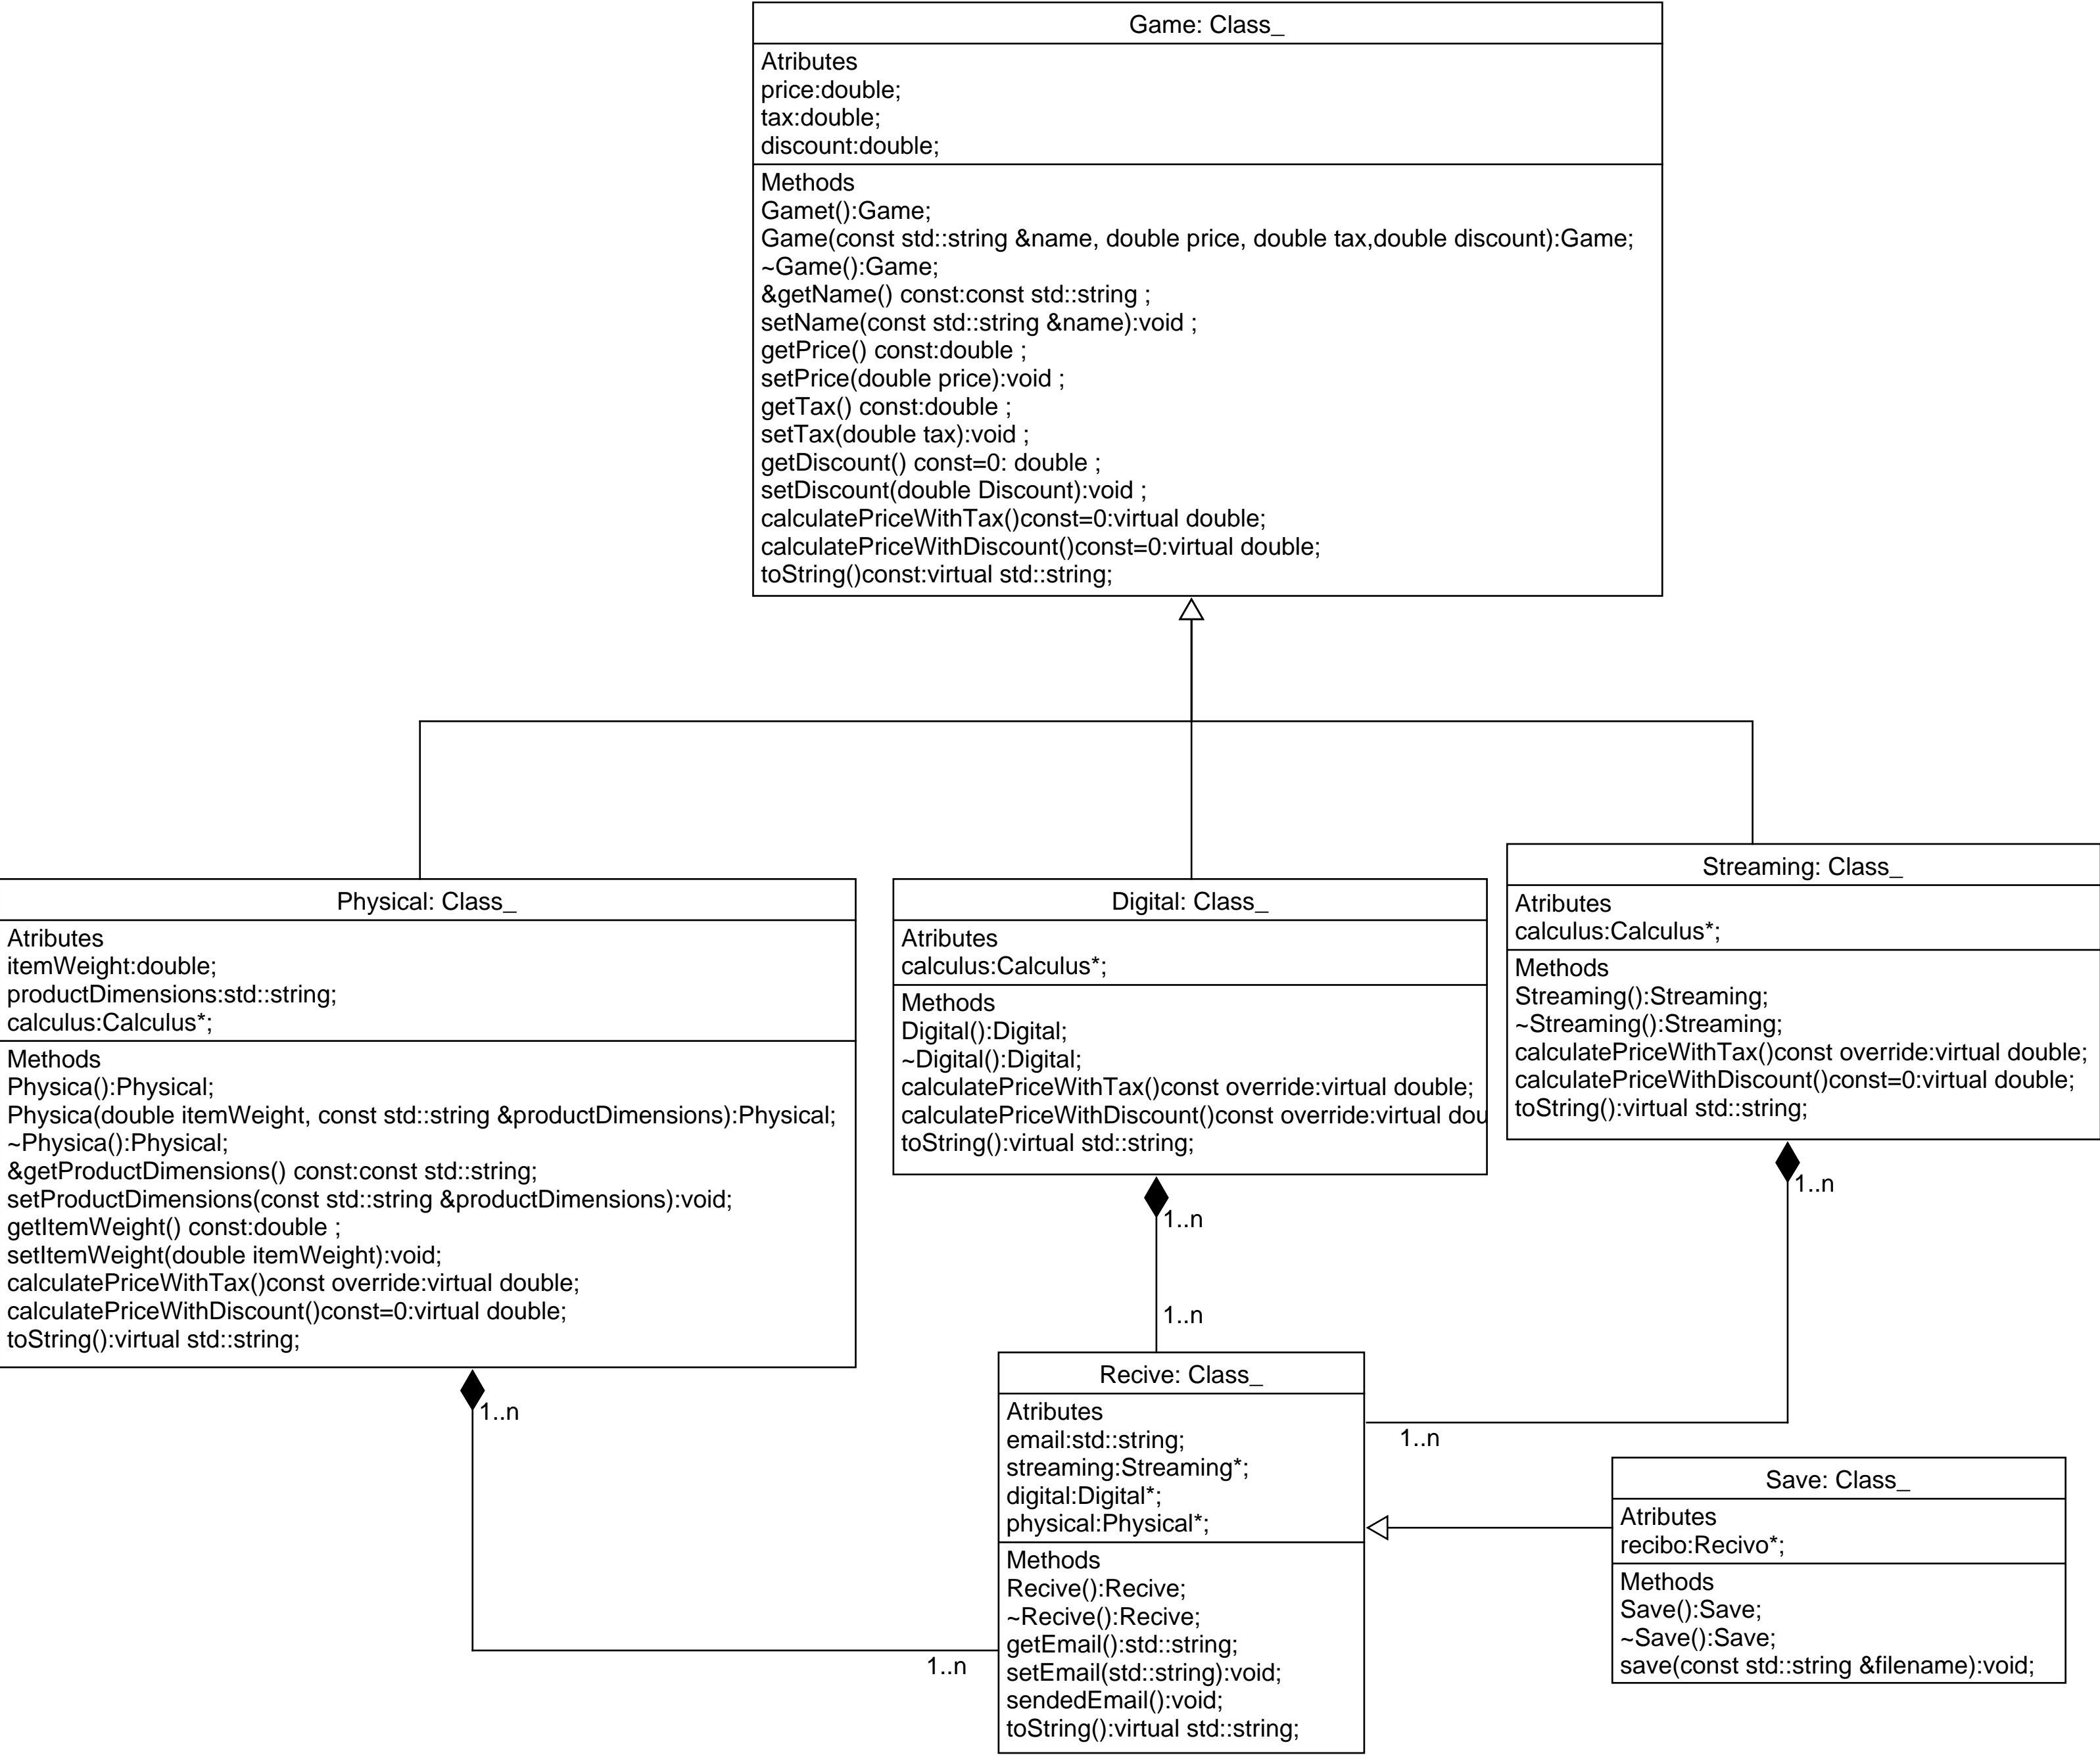 Game: Class_
Atributes
price:double;
tax:double;
discount:double;
Methods
Gamet():Game;
Game(const std::string &name, double price, double tax,double discount):Game;
~Game():Game;
&getName() const:const std::string ;
setName(const std::string &name):void ;
getPrice() const:double ;
setPrice(double price):void ;
getTax() const:double ;
setTax(double tax):void ;
getDiscount() const=0: double ;
setDiscount(double Discount):void ;
calculatePriceWithTax()const=0:virtual double;
calculatePriceWithDiscount()const=0:virtual double;
toString()const:virtual std::string;
Physical: Class_
Atributes
itemWeight:double;
productDimensions:std::string;
calculus:Calculus*;
Methods
Physica():Physical;
Physica(double itemWeight, const std::string &productDimensions):Physical;
~Physica():Physical;
&getProductDimensions() const:const std::string;
setProductDimensions(const std::string &productDimensions):void;
getItemWeight() const:double ;
setItemWeight(double itemWeight):void;
calculatePriceWithTax()const override:virtual double;
calculatePriceWithDiscount()const=0:virtual double;
toString():virtual std::string;
1..n
1..n
Digital: Class_
Atributes
calculus:Calculus*;
Methods
Digital():Digital;
~Digital():Digital;
calculatePriceWithTax()const override:virtual double;
calculatePriceWithDiscount()const override:virtual dou
toString():virtual std::string;
1..n
1..n
Streaming: Class_
Atributes
calculus:Calculus*;
Methods
Streaming():Streaming;
~Streaming():Streaming;
calculatePriceWithTax()const override:virtual double;
calculatePriceWithDiscount()const=0:virtual double;
toString():virtual std::string;
1..n
1..n
Recive: Class_
Atributes
email:std::string;
streaming:Streaming*;
digital:Digital*;
physical:Physical*;
Methods
Recive():Recive;
~Recive():Recive;
getEmail():std::string;
setEmail(std::string):void;
sendedEmail():void;
toString():virtual std::string;
Save: Class_
Atributes
recibo:Recivo*;
Methods
Save():Save;
~Save():Save;
save(const std::string &filename):void;